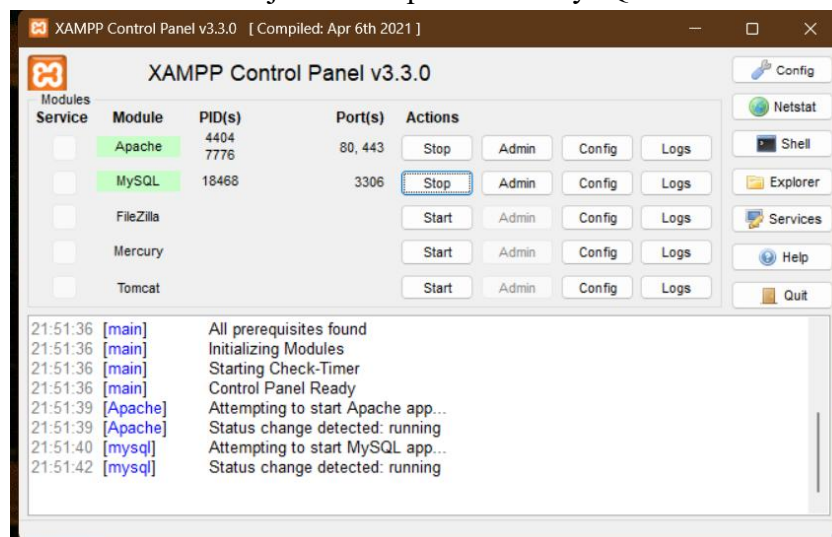 XAMPP Control Panel v3.3.0 [ Compiled: Apr 6th 2021 ]
XAMPP Control Panel v3.3.0
Config
Modules
Service Module PID(s) Port(s) Actions
Netstat
Apache 4404 7776 80, 443 Stop Admin Config Logs
Shell
MySQL 18468 3306 Stop Admin Config Logs
Explorer
FileZilla Start Admin Config Logs
Services
Mercury Start Admin Config Logs
Help
Tomcat Start Admin Config Logs
Quit
21:51:36 [main] All prerequisites found
21:51:36 [main] Initializing Modules
21:51:36 [main] Starting Check-Timer
21:51:36 [main] Control Panel Ready
21:51:39 [Apache] Attempting to start Apache app...
21:51:39 [Apache] Status change detected: running
21:51:40 [mysql] Attempting to start MySQL app...
21:51:42 [mysql] Status change detected: running